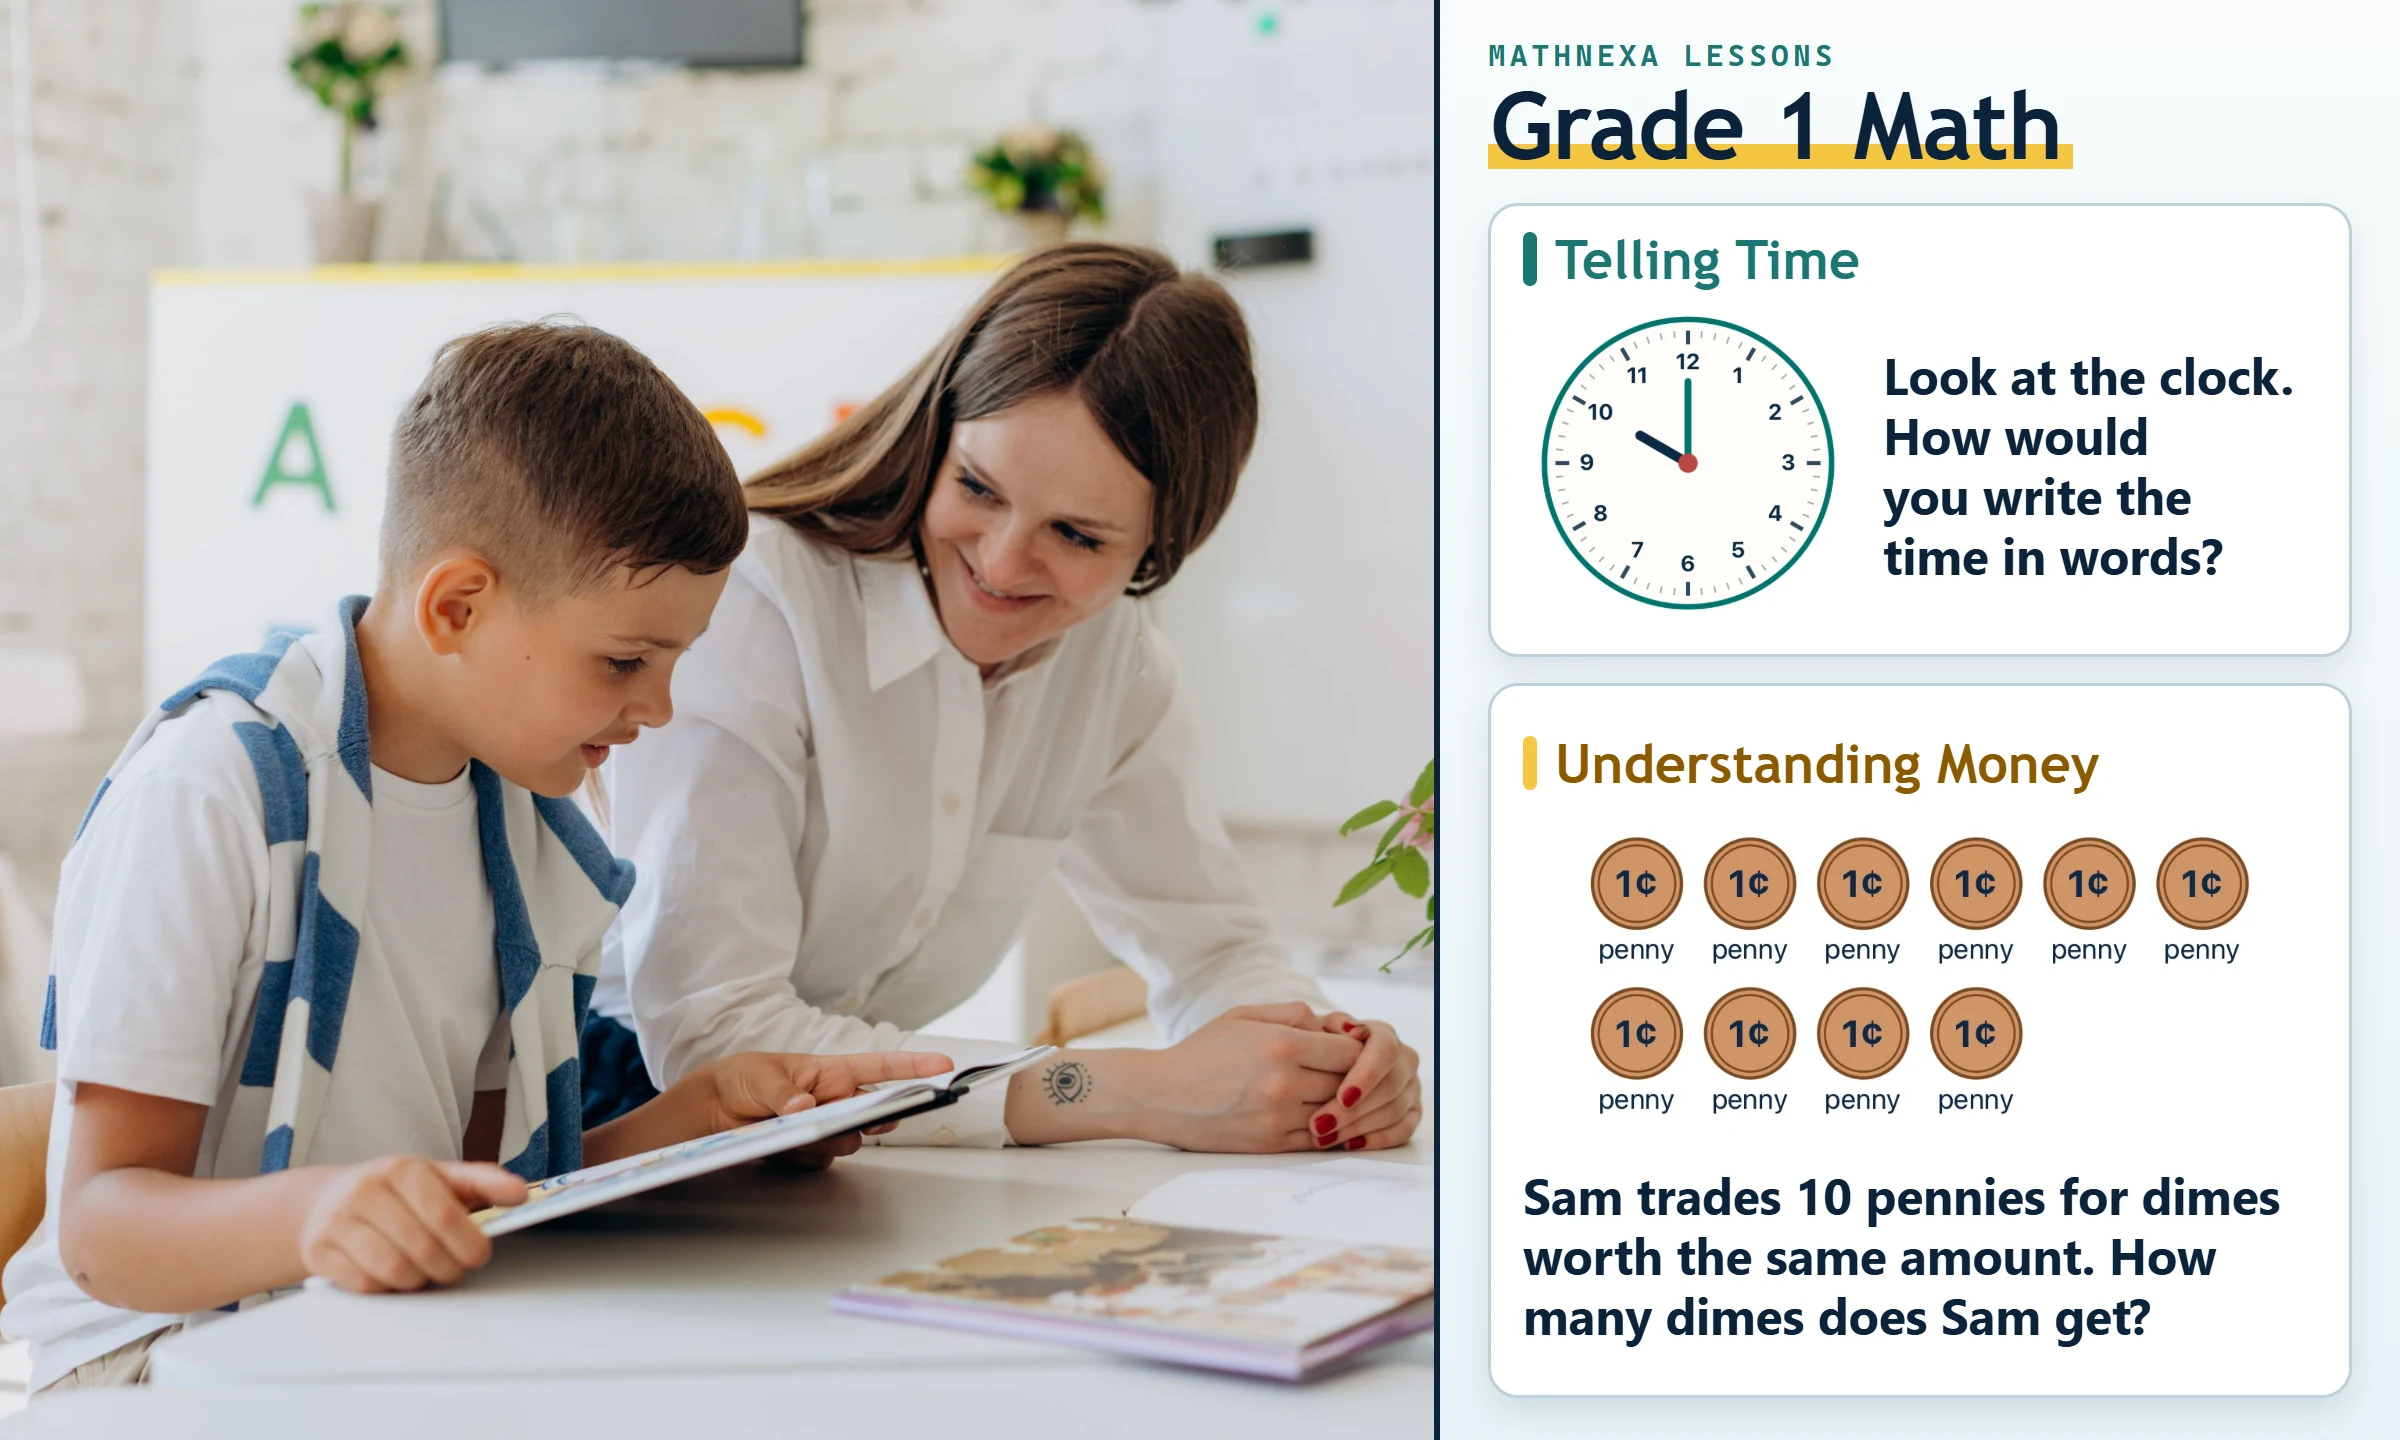 A
MATHNEXA LESSONS
Grade 1 Math
Telling Time
12
11 1
10 2
9 3
8 4
7 5
6
Look at the clock.
How would
you write the
time in words?
Understanding Money
1¢ 1¢ 1¢ 1¢ 1¢ 1¢
penny penny penny penny penny penny
1¢ 1¢ 1¢ 1¢
penny penny penny penny
Sam trades 10 pennies for dimes
worth the same amount. How
many dimes does Sam get?